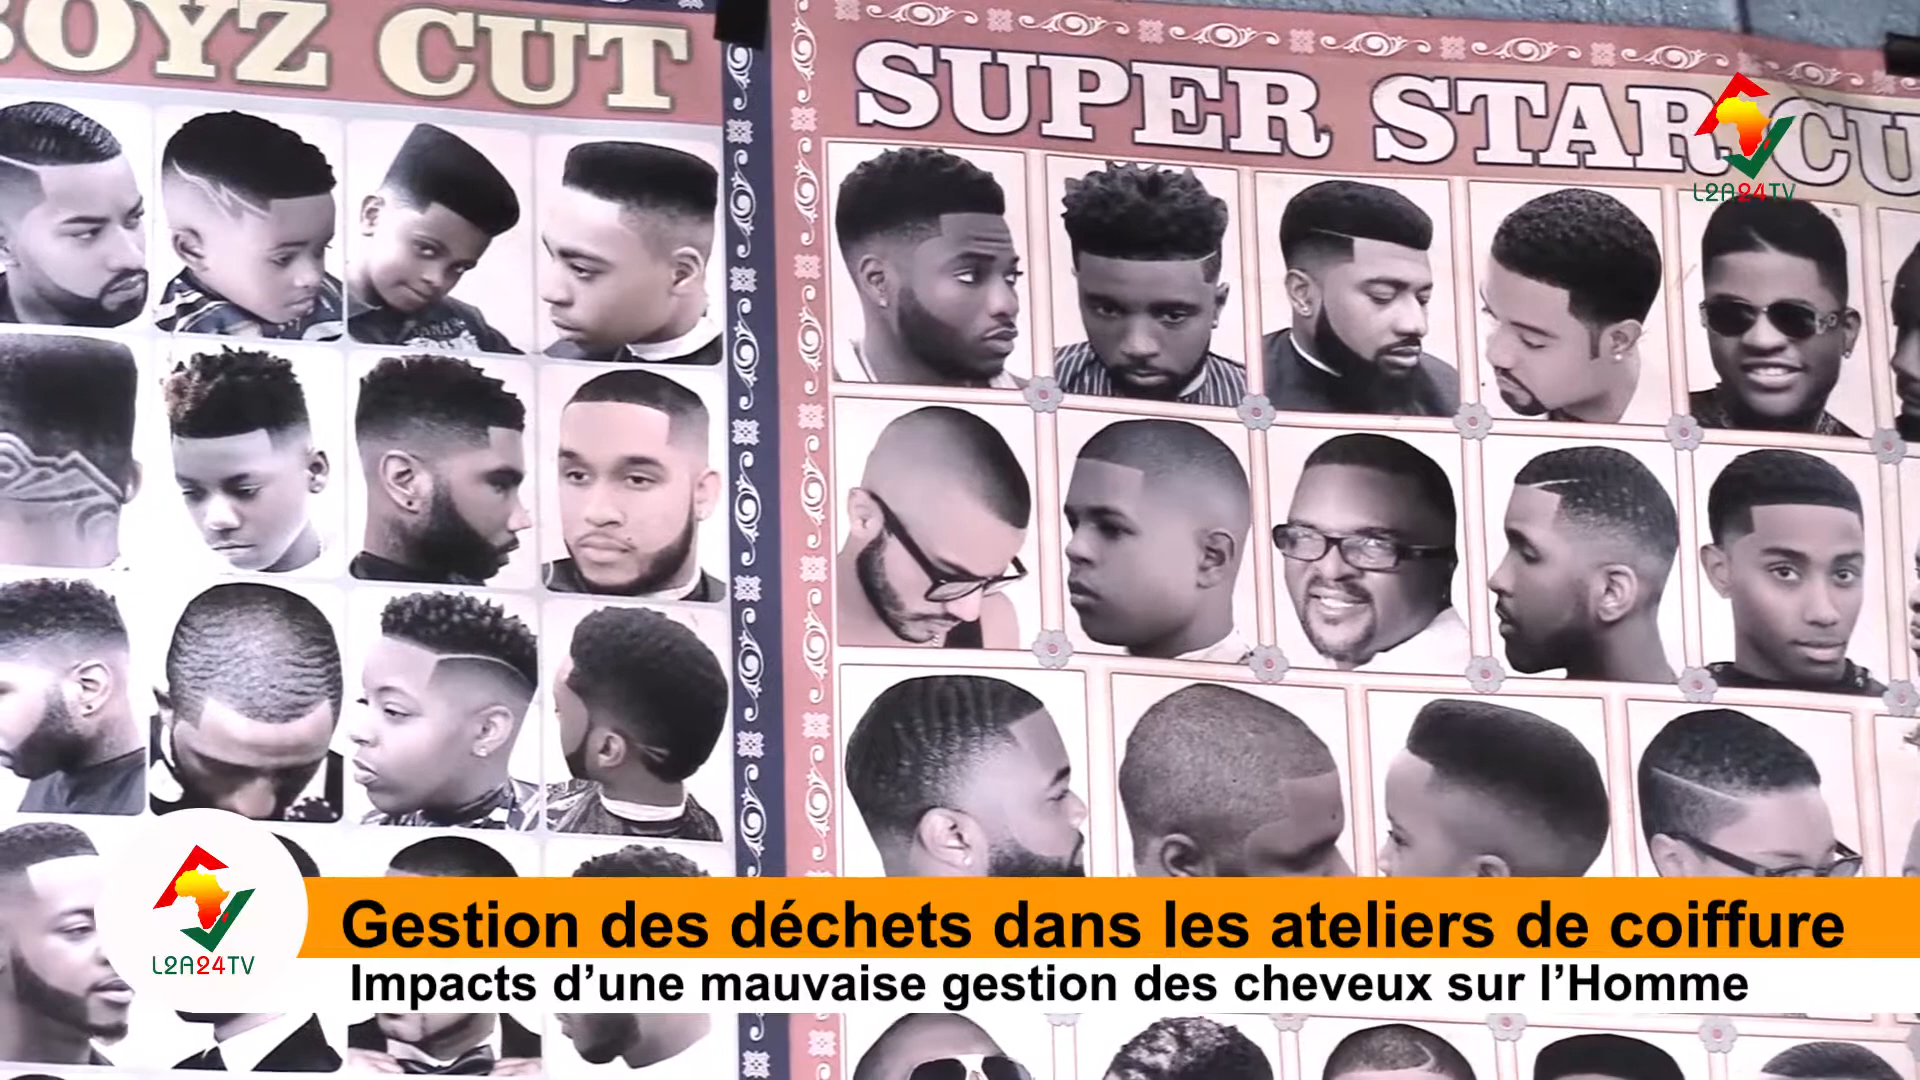 BOYZ CUT
SUPER STAR CU
L2A24TV
L2A24TV
Gestion des déchets dans les ateliers de coiffure
Impacts d’une mauvaise gestion des cheveux sur l’Homme